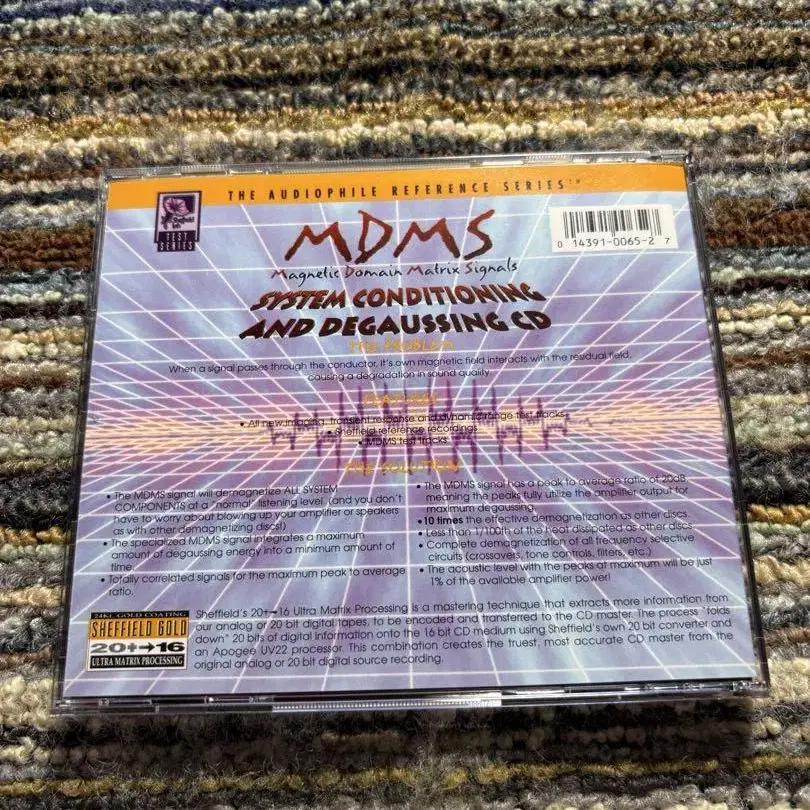 THE AUDIOPHILE REFERENCE SERIES™
Sheffield Lab
TEST SERIES
0 14391-0065-2 7
MDMS
Magnetic Domain Matrix Signals
SYSTEM CONDITIONING
AND DEGAUSSING CD
THE PROBLEM
When a signal passes through the conductor, it's own magnetic field interacts with the residual field,
causing a degradation in sound quality
FEATURES
• All new imaging, transient response and dynamic range test tracks
• Sheffield reference recordings
• MDMS test tracks
THE SOLUTION
• The MDMS signal will demagnetize ALL SYSTEM
COMPONENTS at a "normal" listening level, (and you don't
have to worry about blowing up your amplifier or speakers
as with other demagnetizing discs!)
• The specialized MDMS signal integrates a maximum
amount of degaussing energy into a minimum amount of
time.
• Totally correlated signals for the maximum peak to average
ratio.
• The MDMS signal has a peak to average ratio of 20dB
meaning the peaks fully utilize the amplifier output for
maximum degaussing.
• 10 times the effective demagnetization as other discs.
• Less than 1/100th of the heat dissipated as other discs
• Complete demagnetization of all frequency selective
circuits (crossovers, tone controls, filters, etc.)
• The acoustic level with the peaks at maximum will be just
1% of the available amplifier power!
24Kt. GOLD COATING
SHEFFIELD GOLD
20+→16
ULTRA MATRIX PROCESSING
Sheffield's 20+→16 Ultra Matrix Processing is a mastering technique that extracts more information from
our analog or 20 bit digital tapes, to be encoded and transferred to the CD master. The process "folds
down" 20 bits of digital information onto the 16 bit CD medium using Sheffield's own 20 bit converter and
an Apogee UV22 processor. This combination creates the truest, most accurate CD master from the
original analog or 20 bit digital source recording.